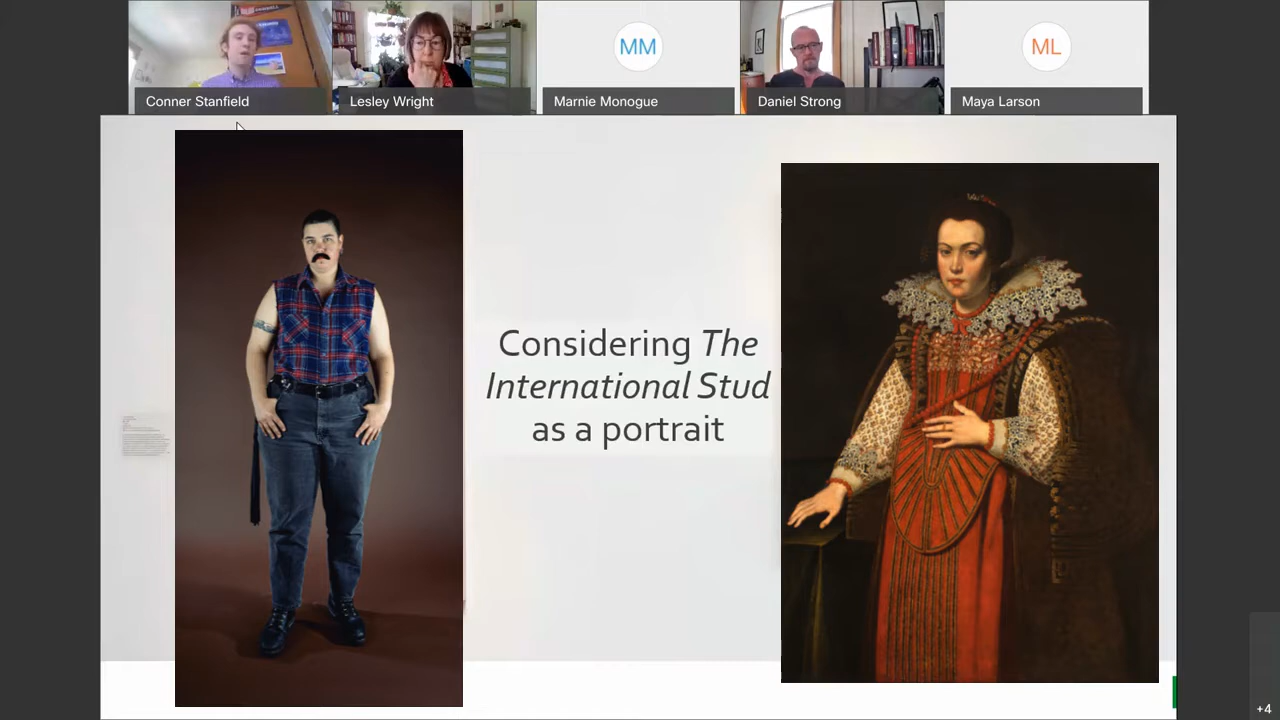 Conner Stanfield
Lesley Wright
MM
Marnie Monogue
Daniel Strong
ML
Maya Larson
Considering The
International Stud
as a portrait
+4